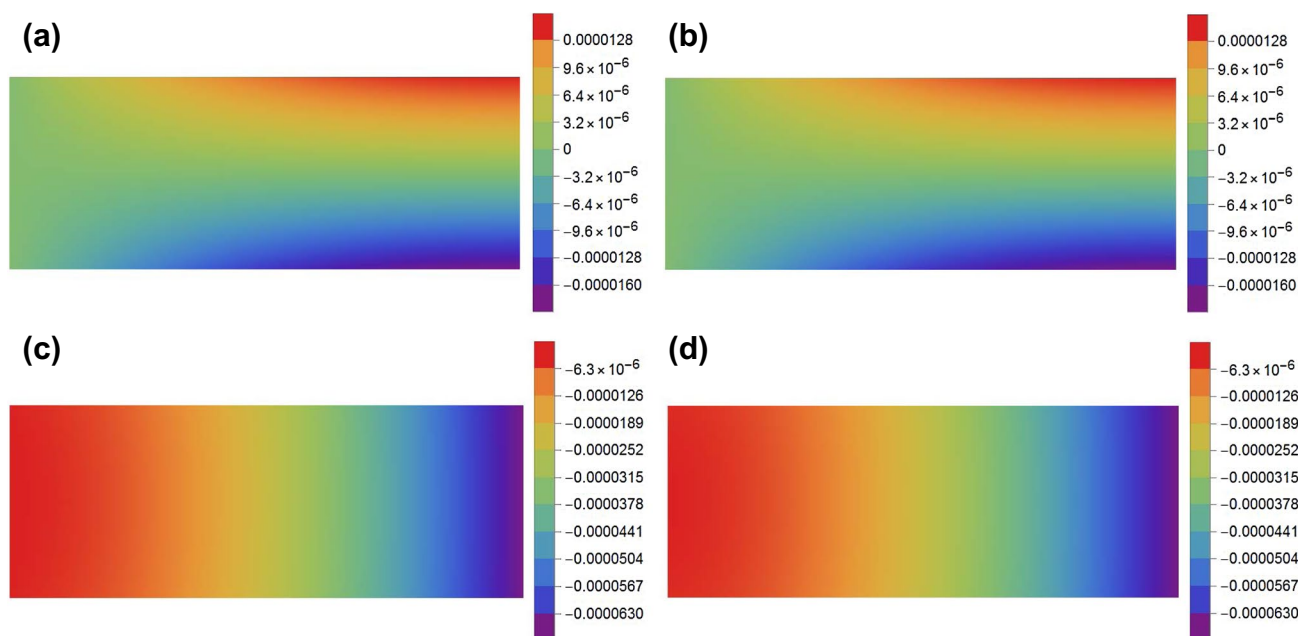 (a)
0.0000128
9.6 × 10⁻⁶
6.4 × 10⁻⁶
3.2 × 10⁻⁶
0
−3.2 × 10⁻⁶
−6.4 × 10⁻⁶
−9.6 × 10⁻⁶
−0.0000128
−0.0000160
(b)
0.0000128
9.6 × 10⁻⁶
6.4 × 10⁻⁶
3.2 × 10⁻⁶
0
−3.2 × 10⁻⁶
−6.4 × 10⁻⁶
−9.6 × 10⁻⁶
−0.0000128
−0.0000160
(c)
−6.3 × 10⁻⁶
−0.0000126
−0.0000189
−0.0000252
−0.0000315
−0.0000378
−0.0000441
−0.0000504
−0.0000567
−0.0000630
(d)
−6.3 × 10⁻⁶
−0.0000126
−0.0000189
−0.0000252
−0.0000315
−0.0000378
−0.0000441
−0.0000504
−0.0000567
−0.0000630